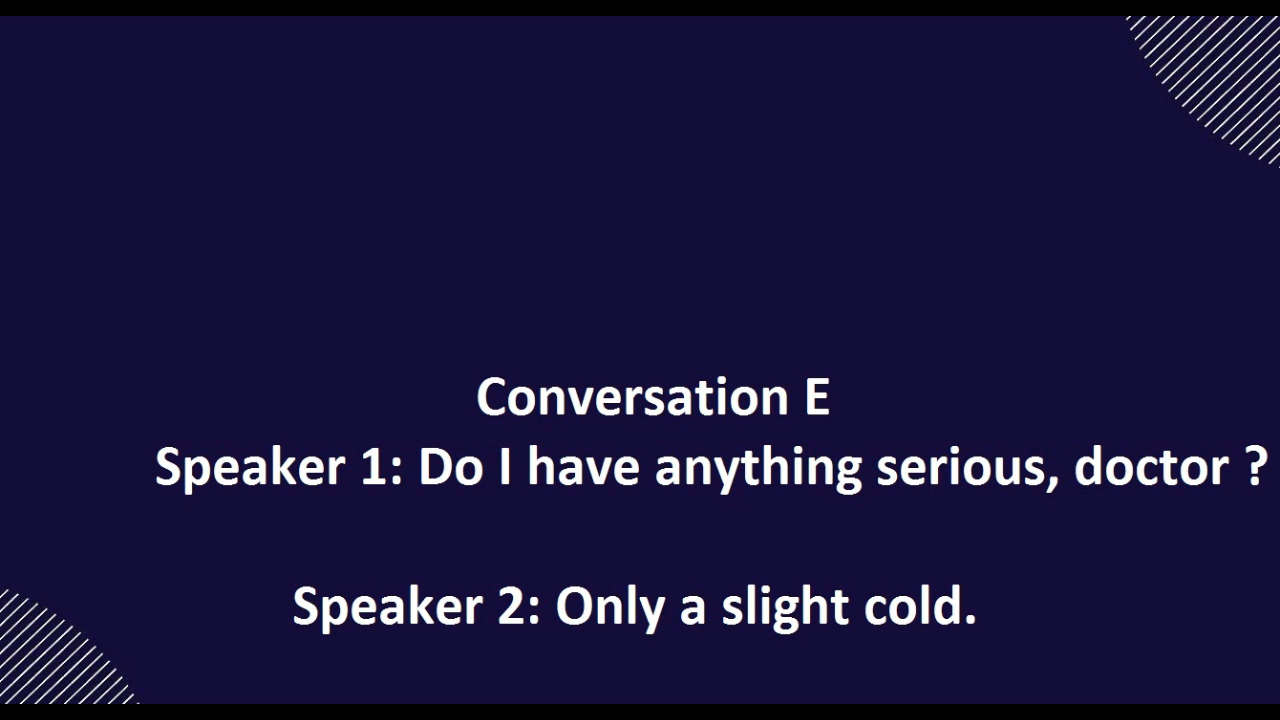 Conversation E
Speaker 1: Do I have anything serious, doctor ?
Speaker 2: Only a slight cold.